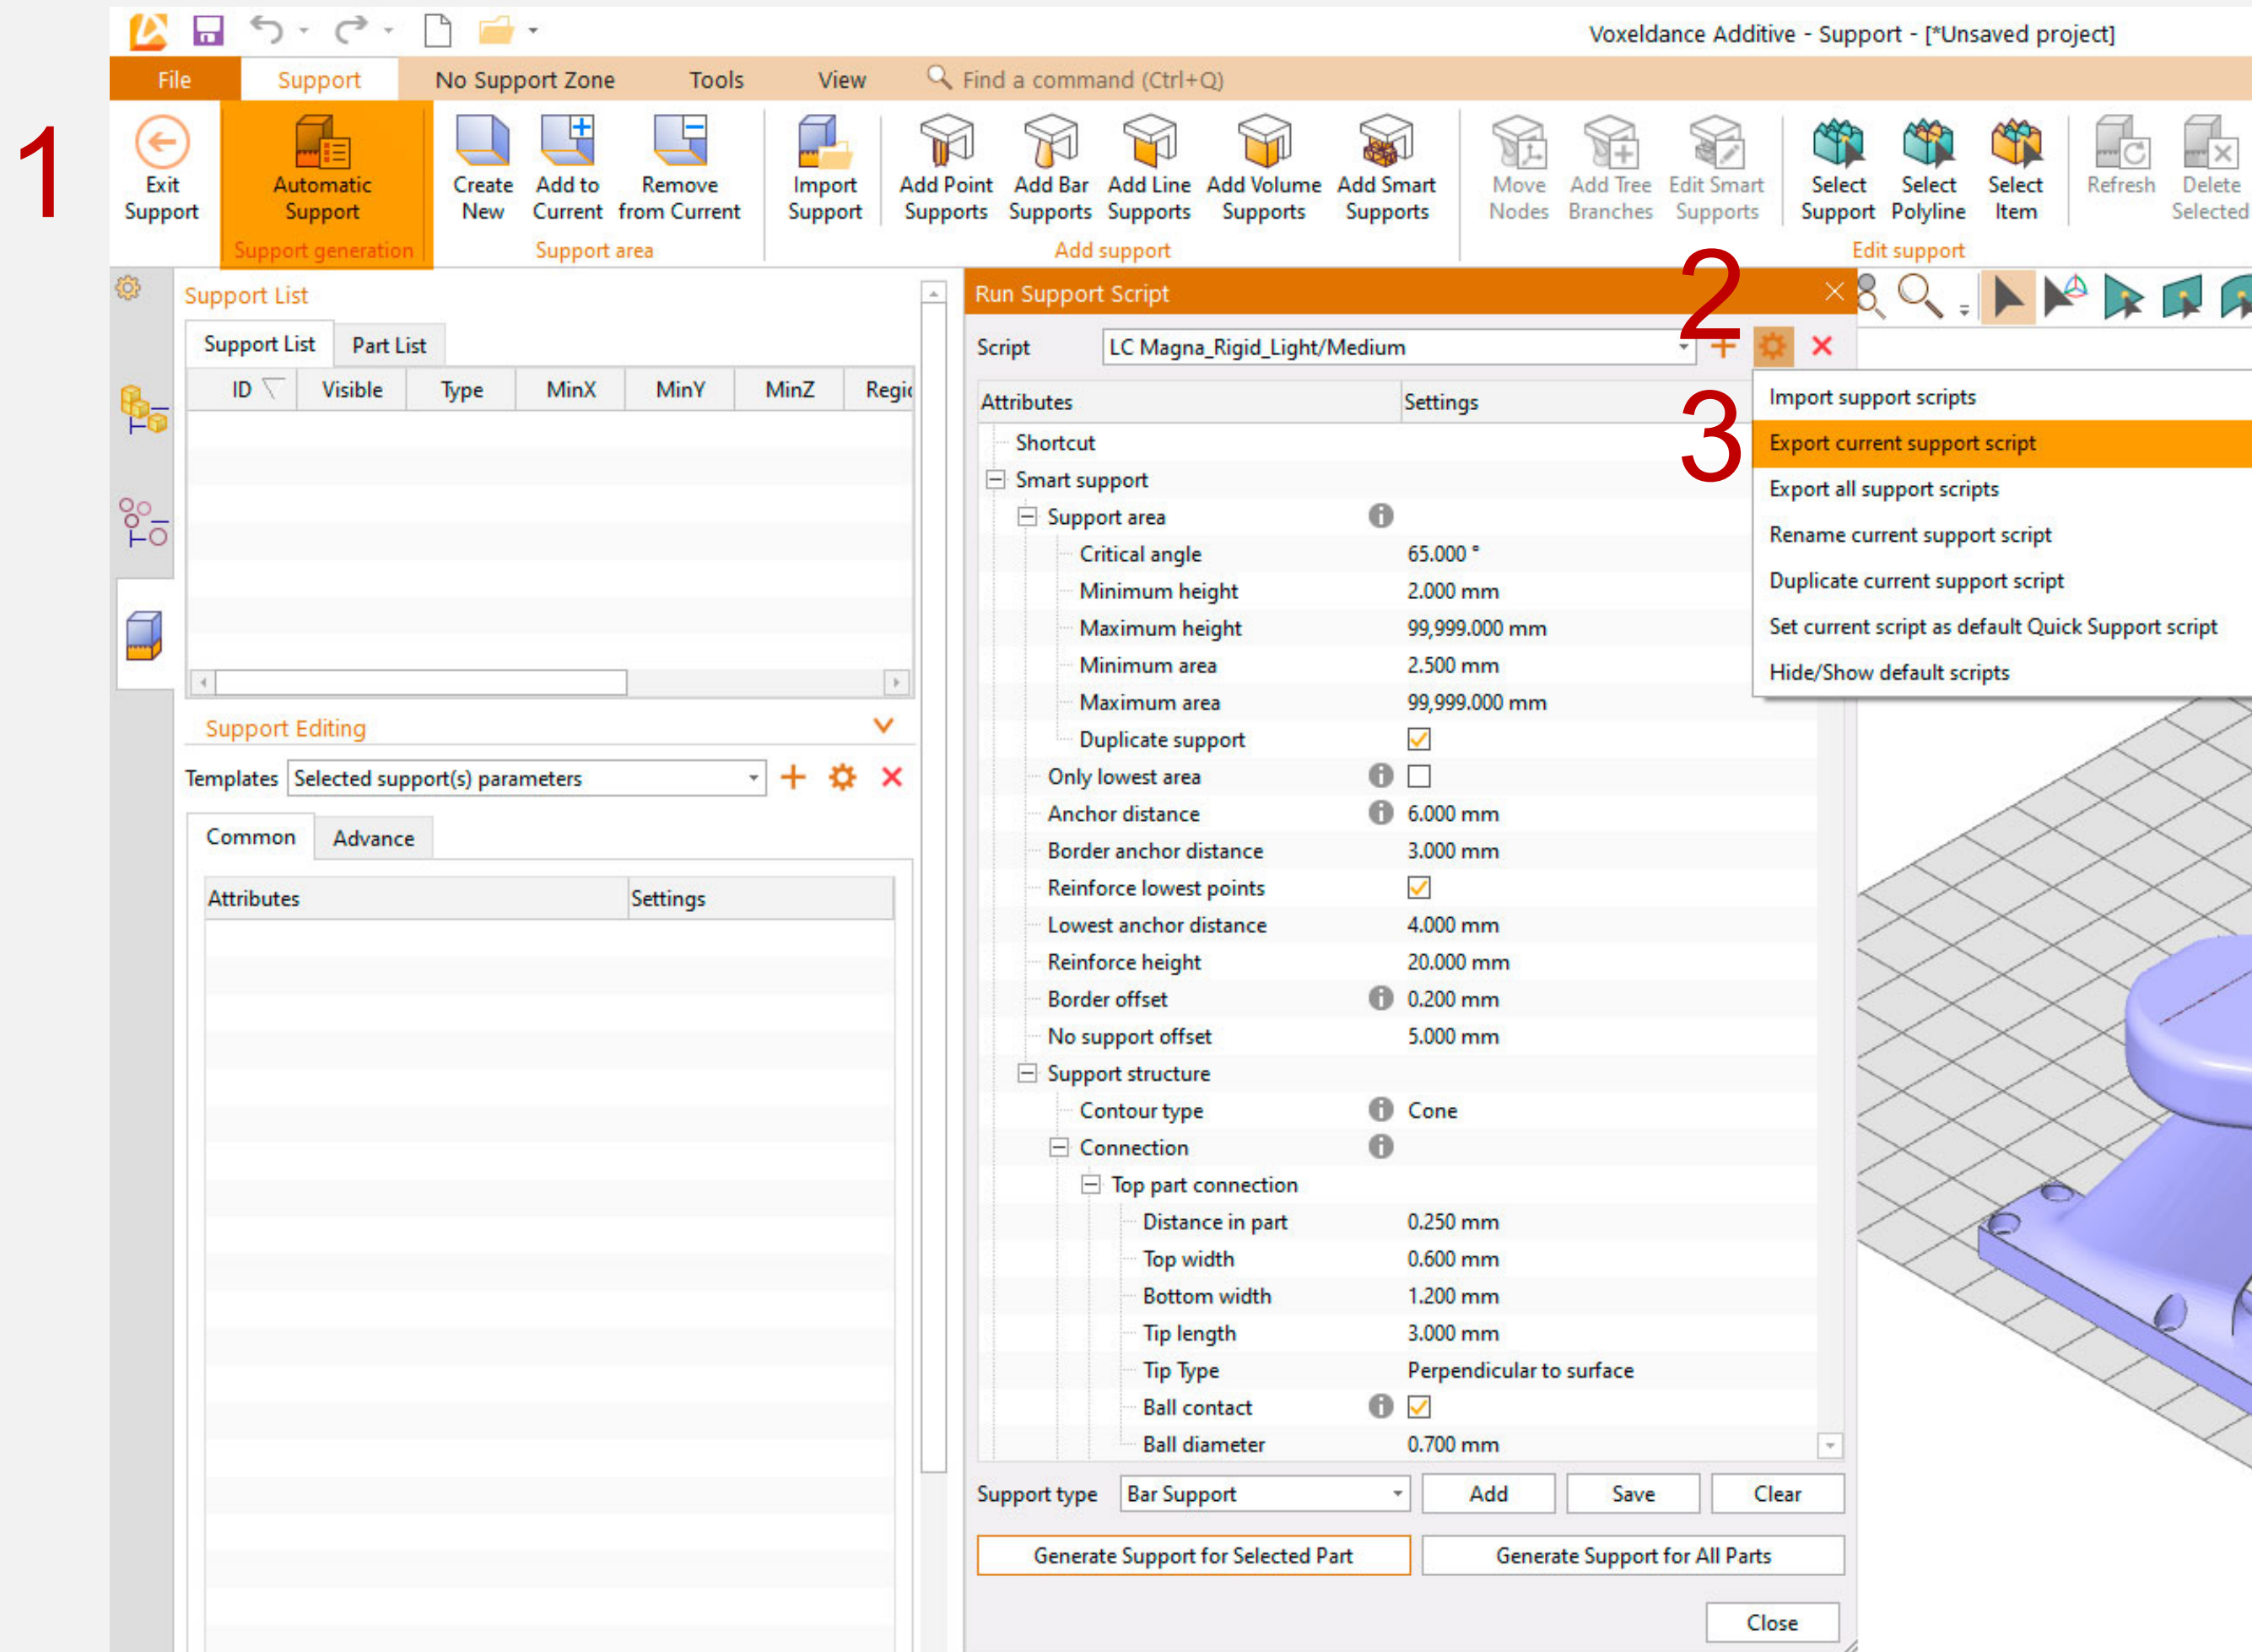 Voxeldance Additive - Support - [*Unsaved project]
File Support No Support Zone Tools View Find a command (Ctrl+Q)
1
Exit Support
Automatic Support
Support generation
Create New
Add to Current
Remove from Current
Support area
Import Support
Add Point Supports
Add Bar Supports
Add Line Supports
Add Volume Supports
Add Smart Supports
Add support
Move Nodes
Add Tree Branches
Edit Smart Supports
Select Support
Select Polyline
Select Item
Edit support
Refresh
Delete Selected
Support List
Support List Part List
ID Visible Type MinX MinY MinZ Regi
Support Editing
Templates Selected support(s) parameters
Common Advance
Attributes Settings
Run Support Script
2
Script LC Magna_Rigid_Light/Medium
3
Attributes Settings
Shortcut
Smart support
Support area
Critical angle 65.000 °
Minimum height 2.000 mm
Maximum height 99,999.000 mm
Minimum area 2.500 mm
Maximum area 99,999.000 mm
Duplicate support
Only lowest area
Anchor distance 6.000 mm
Border anchor distance 3.000 mm
Reinforce lowest points
Lowest anchor distance 4.000 mm
Reinforce height 20.000 mm
Border offset 0.200 mm
No support offset 5.000 mm
Support structure
Contour type Cone
Connection
Top part connection
Distance in part 0.250 mm
Top width 0.600 mm
Bottom width 1.200 mm
Tip length 3.000 mm
Tip Type Perpendicular to surface
Ball contact
Ball diameter 0.700 mm
Support type Bar Support Add Save Clear
Generate Support for Selected Part Generate Support for All Parts
Close
Import support scripts
Export current support script
Export all support scripts
Rename current support script
Duplicate current support script
Set current script as default Quick Support script
Hide/Show default scripts